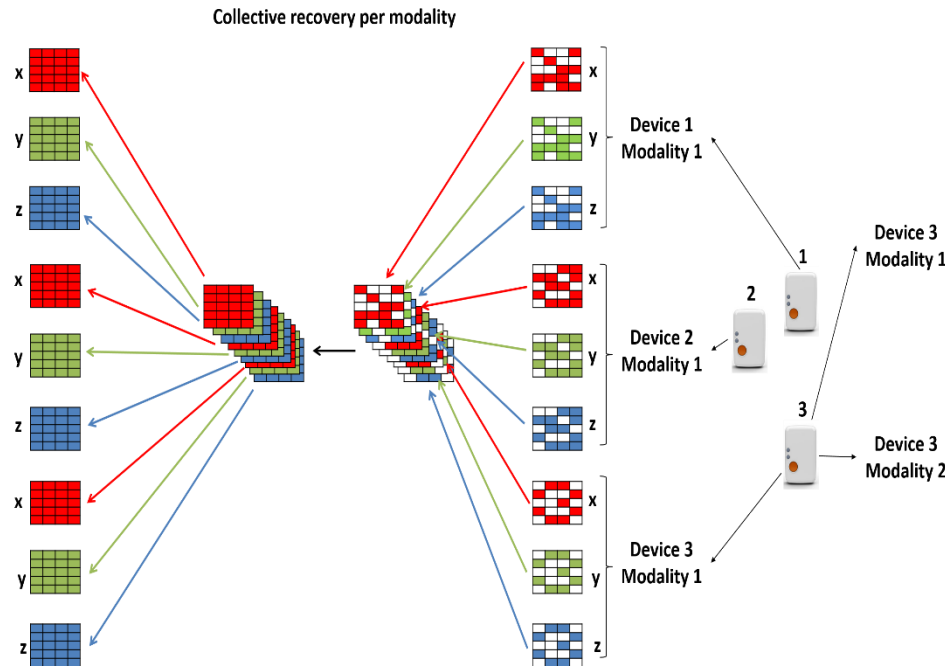 Collective recovery per modality
x
y
z
x
y
z
x
y
z
x
y
z
Device 1
Modality 1
x
y
z
Device 2
Modality 1
x
y
z
Device 3
Modality 1
1
2
3
Device 3
Modality 1
Device 3
Modality 2